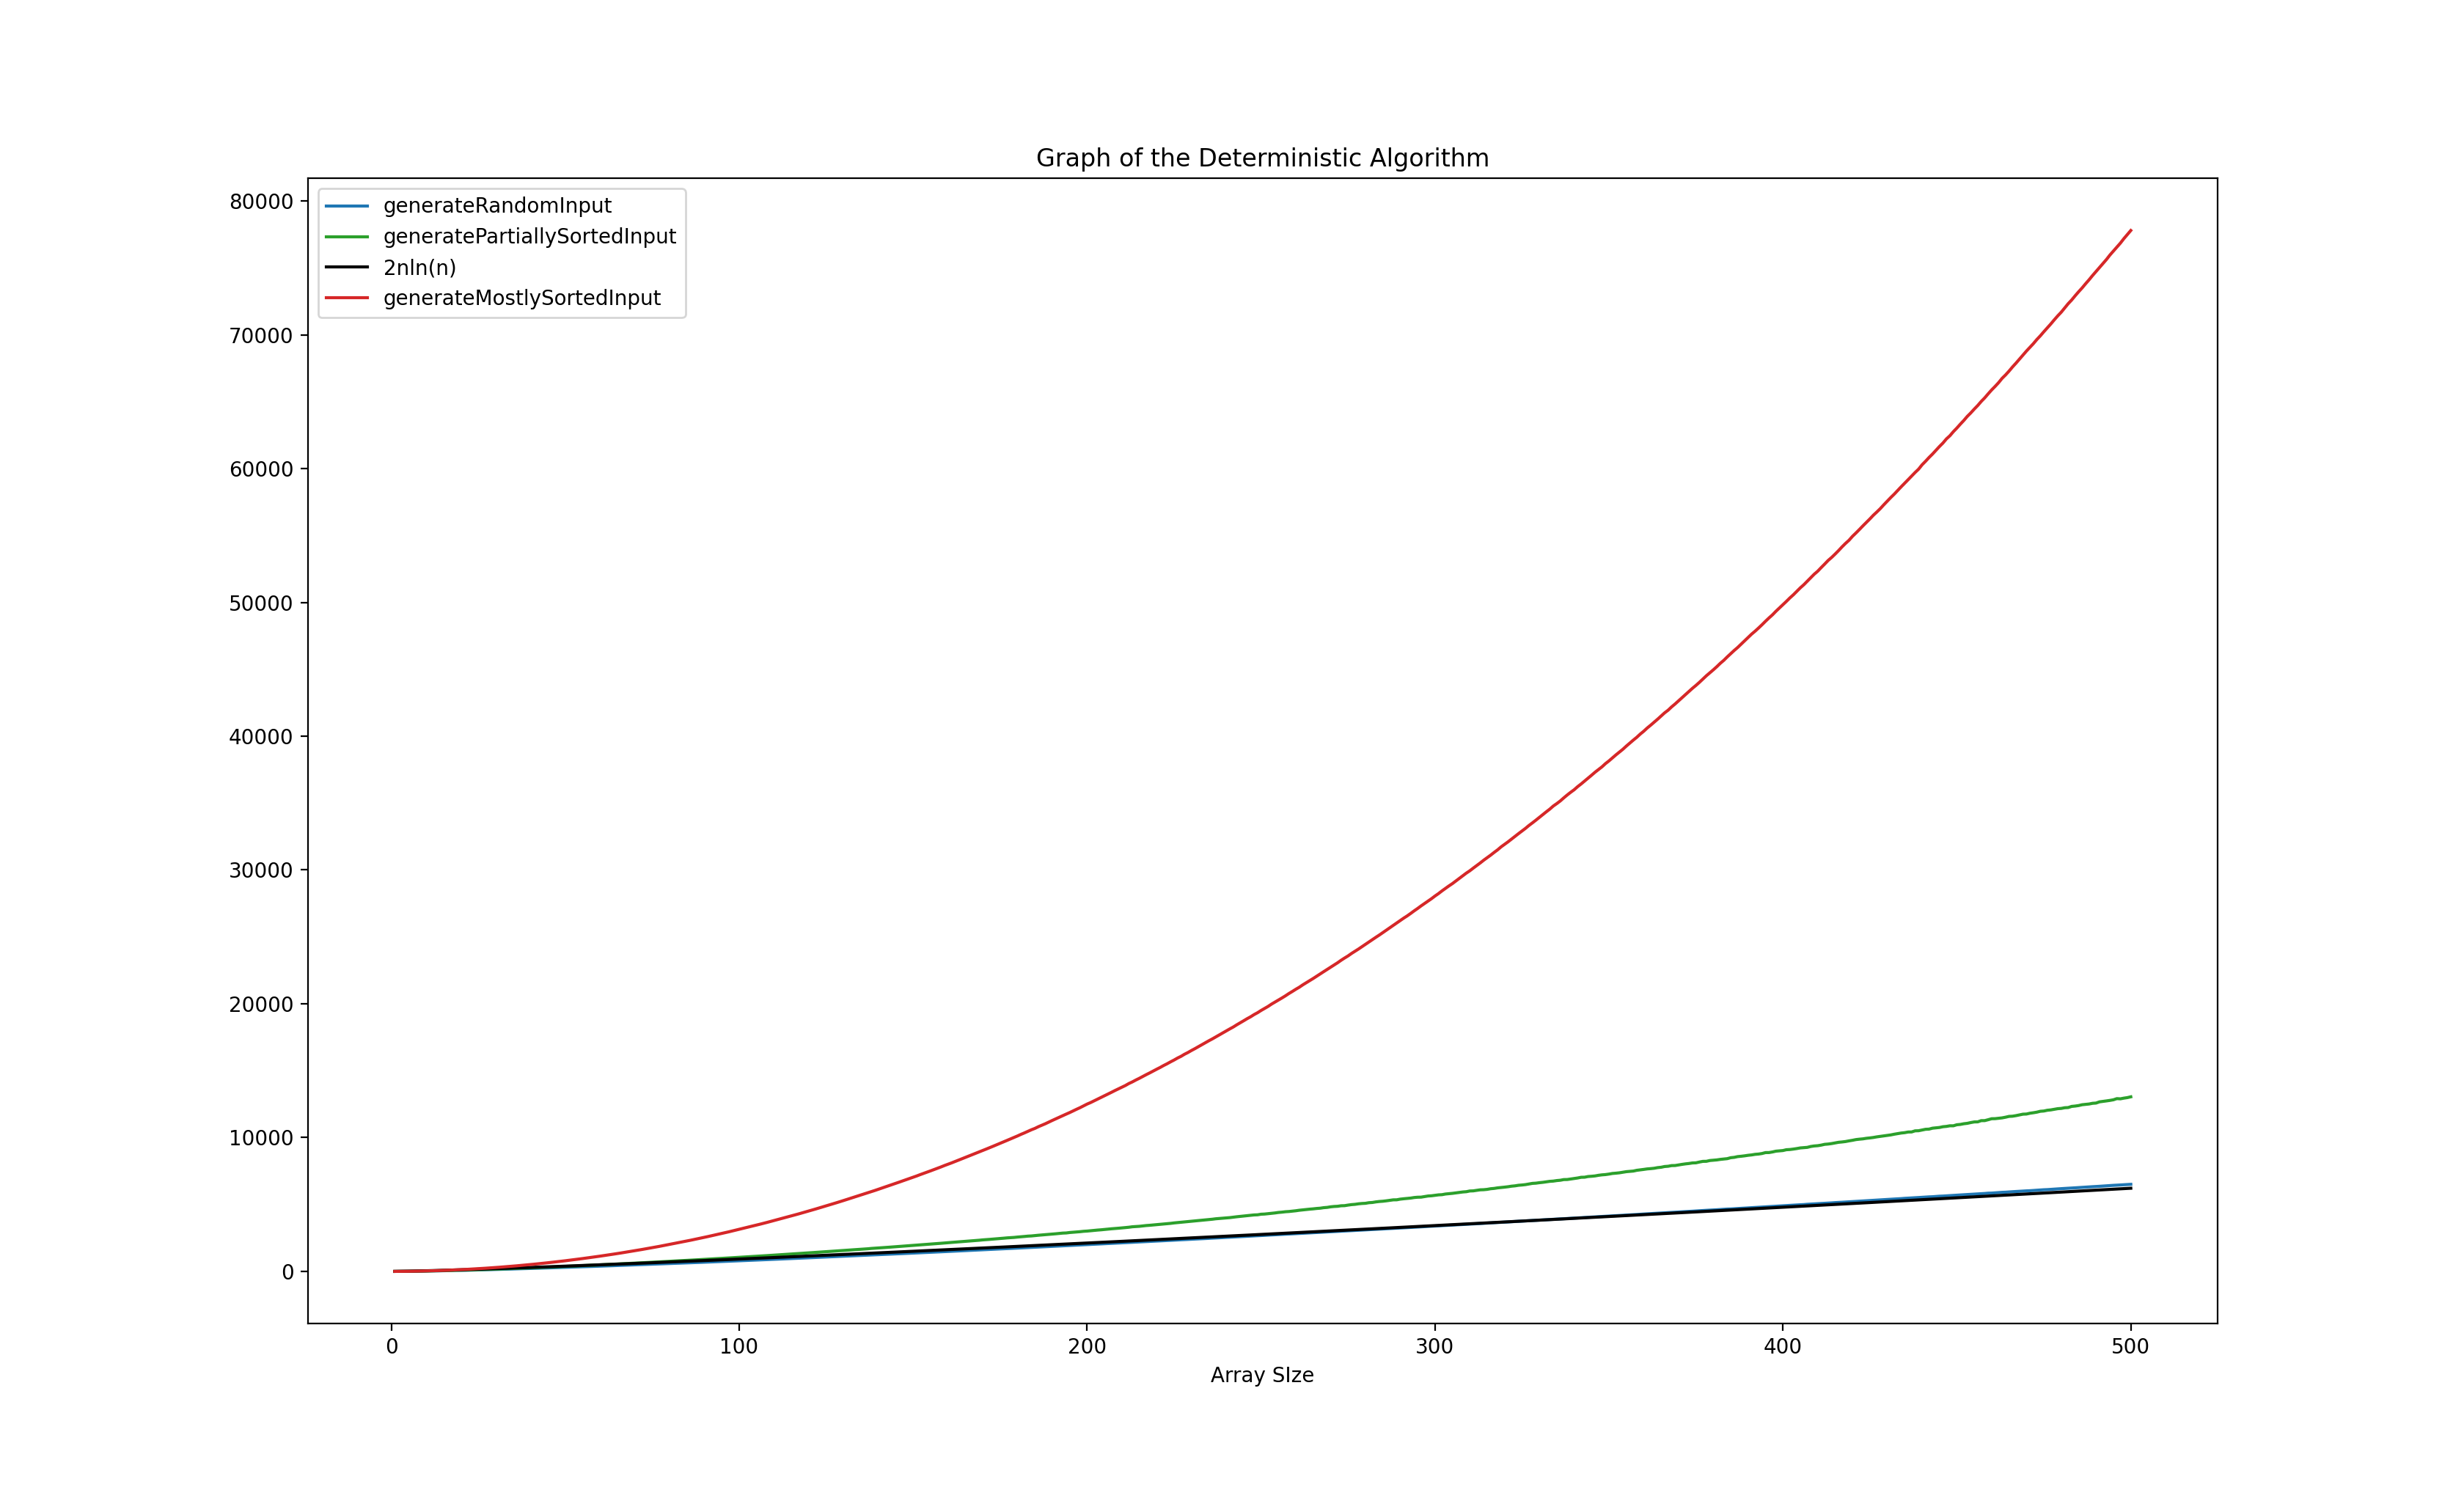 Graph of the Deterministic Algorithm
80000
70000
60000
50000
40000
30000
20000
10000
0
generateRandomInput
generatePartiallySortedInput
2nln(n)
generateMostlySortedInput
0 100 200 300 400 500
Array SIze